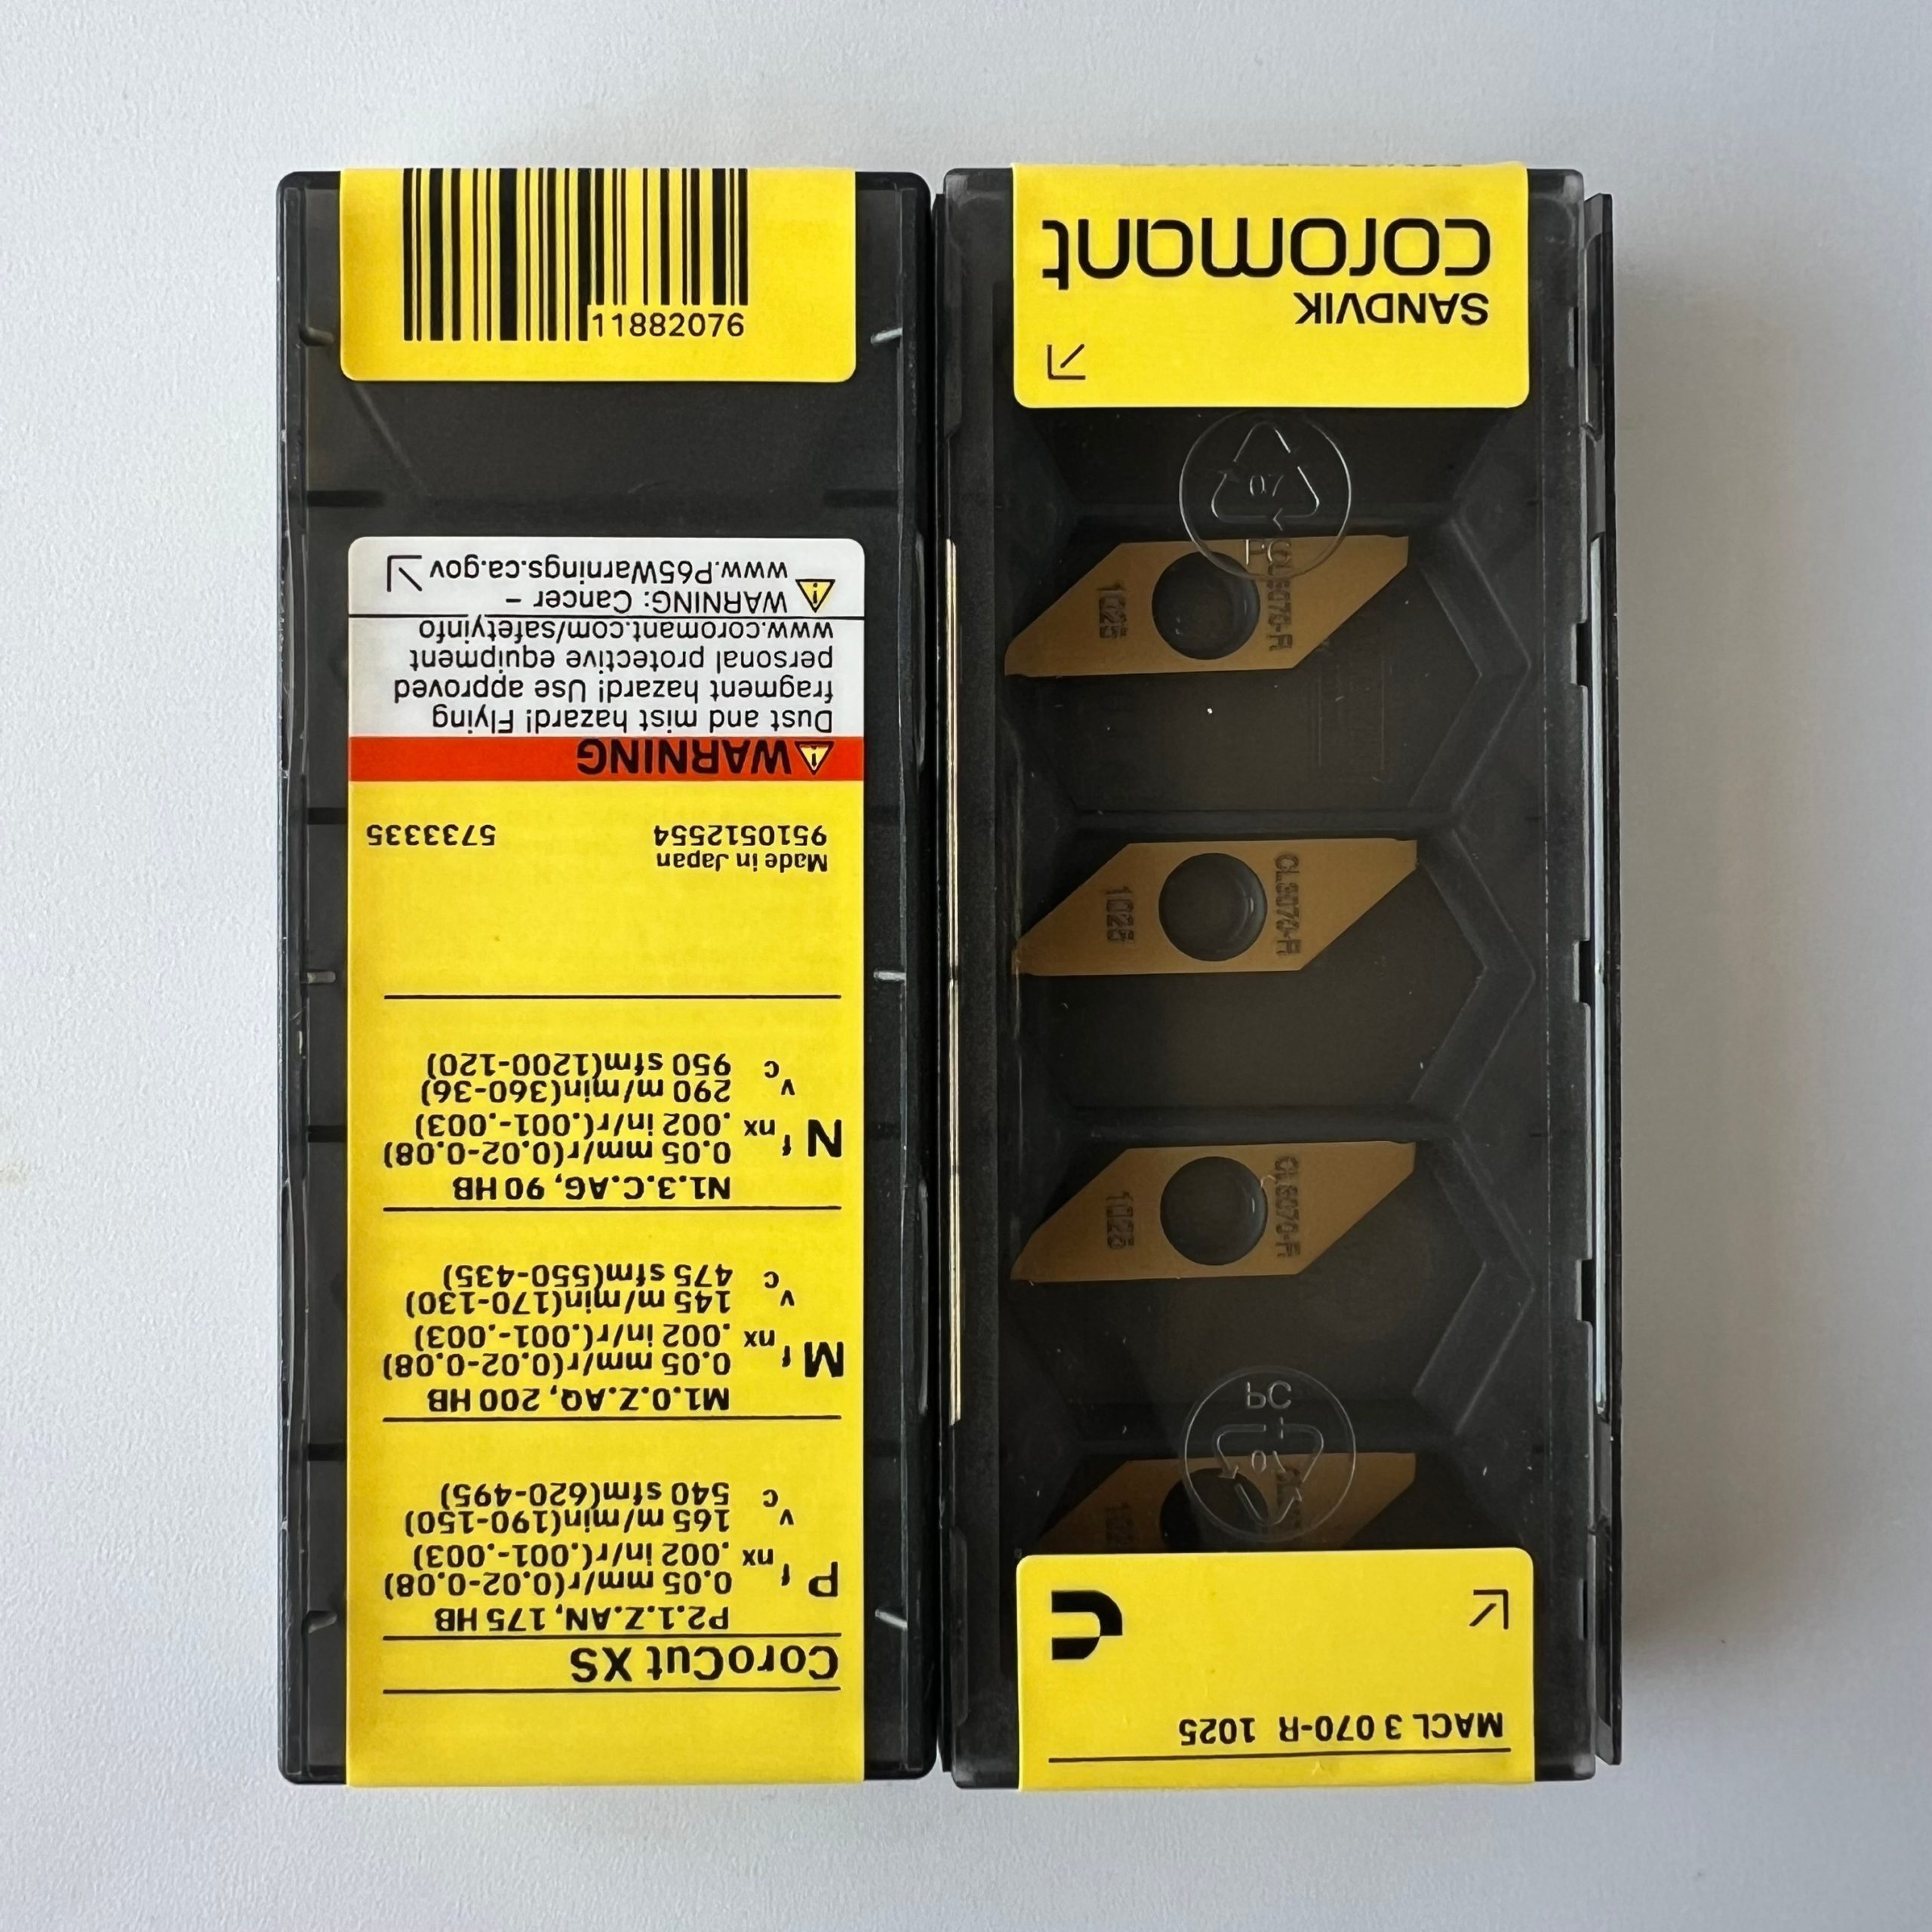 11882076
CoroCut XS
P2.1.Z.AN, 175 HB
P f nx 0.05 mm/r(0.02-0.08)
.002 in/r(.001-.003)
v c 165 m/min(190-150)
540 sfm(620-495)
M1.0.Z.AQ, 200 HB
M f nx 0.05 mm/r(0.02-0.08)
.002 in/r(.001-.003)
v c 145 m/min(170-130)
475 sfm(550-435)
N1.3.C.AG, 90 HB
N f nx 0.05 mm/r(0.02-0.08)
.002 in/r(.001-.003)
v c 290 m/min(360-36)
950 sfm(1200-120)
Made in Japan
9510512554 5733335
WARNING
Dust and mist hazard! Flying
fragment hazard! Use approved
personal protective equipment
www.coromant.com/safetyinfo
WARNING: Cancer –
www.P65Warnings.ca.gov
MACL 3 070-R 1025
SANDVIK
coromant
07
PC
1025
CL3070-R
1025
CL3070-R
1025
CL3070-R
07